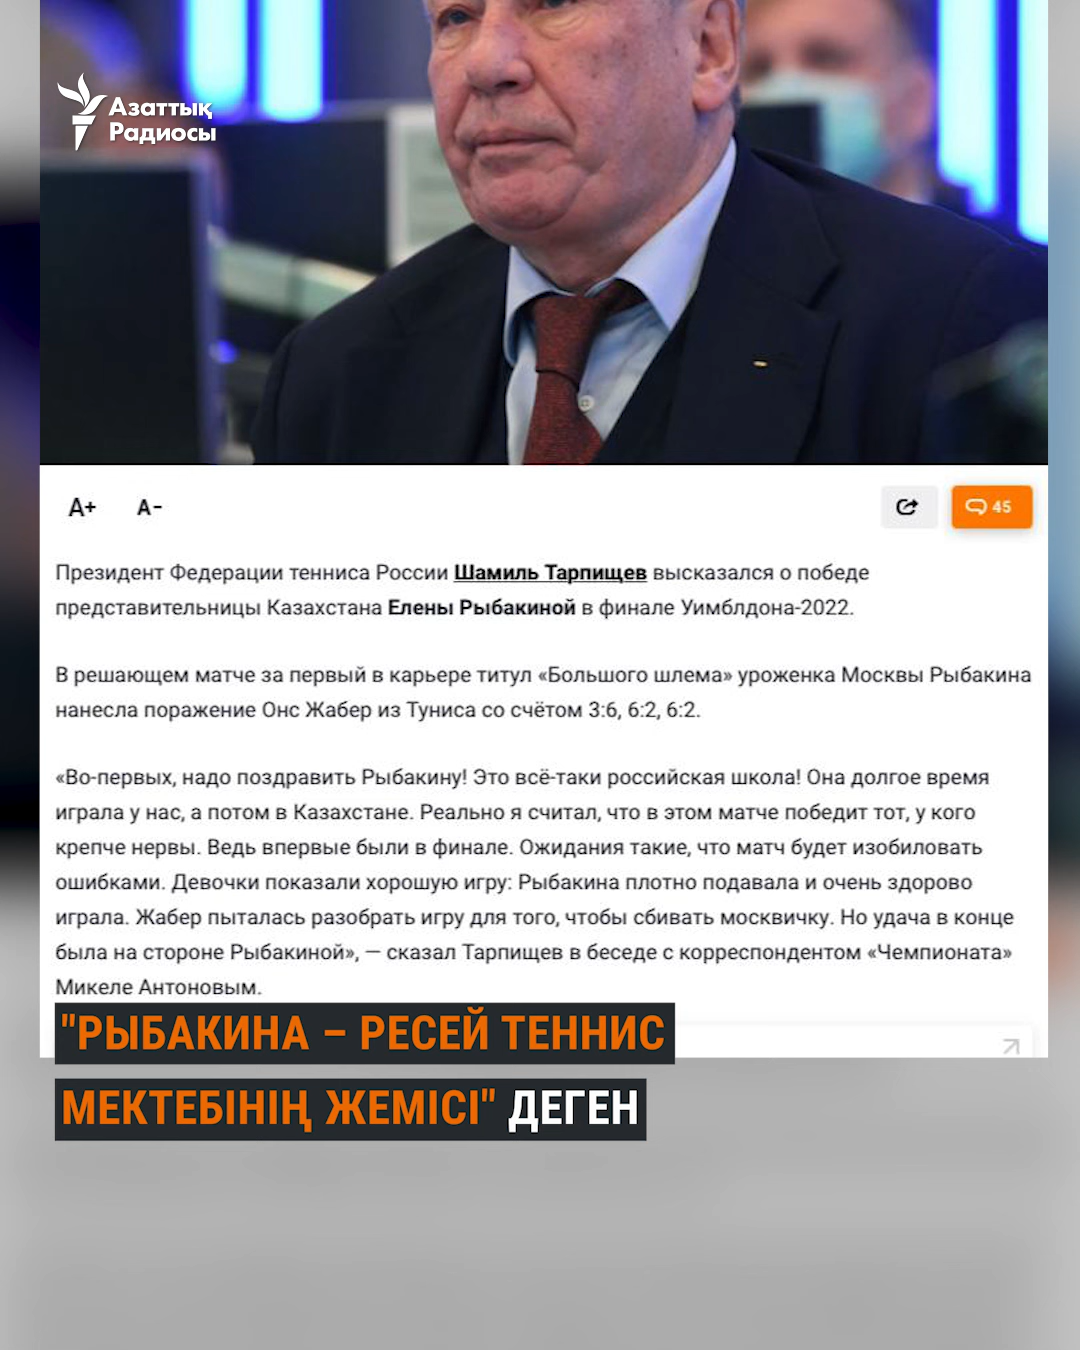 Азаттық
Радиосы
A+ A-
45
Президент Федерации тенниса России Шамиль Тарпищев высказался о победе
представительницы Казахстана Елены Рыбакиной в финале Уимблдона-2022.
В решающем матче за первый в карьере титул «Большого шлема» уроженка Москвы Рыбакина
нанесла поражение Онс Жабер из Туниса со счётом 3:6, 6:2, 6:2.
«Во-первых, надо поздравить Рыбакину! Это всё-таки российская школа! Она долгое время
играла у нас, а потом в Казахстане. Реально я считал, что в этом матче победит тот, у кого
крепче нервы. Ведь впервые были в финале. Ожидания такие, что матч будет изобиловать
ошибками. Девочки показали хорошую игру: Рыбакина плотно подавала и очень здорово
играла. Жабер пыталась разобрать игру для того, чтобы сбивать москвичку. Но удача в конце
была на стороне Рыбакиной», — сказал Тарпищев в беседе с корреспондентом «Чемпионата»
Микеле Антоновым.
"РЫБАКИНА – РЕСЕЙ ТЕННИС
МЕКТЕБІНІҢ ЖЕМІСІ" ДЕГЕН